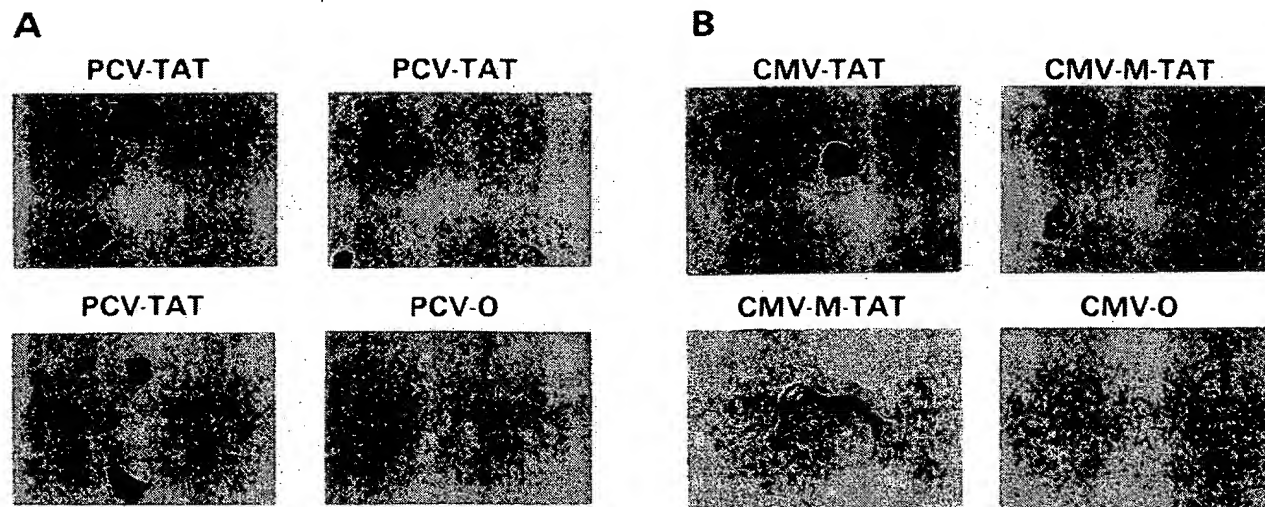 A
PCV-TAT PCV-TAT
PCV-TAT PCV-O
B
CMV-TAT CMV-M-TAT
CMV-M-TAT CMV-O